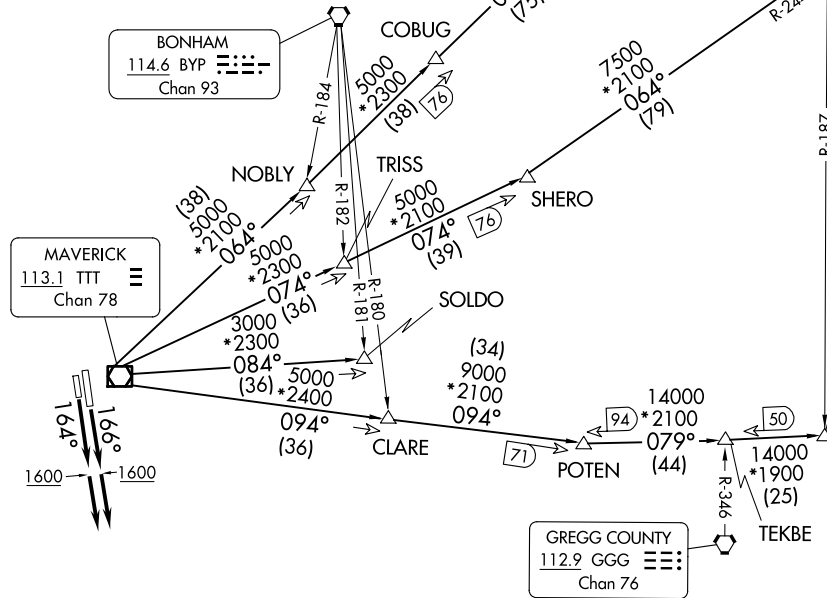 (75)
R-24
BONHAM
114.6 BYP
Chan 93
COBUG
5000
*2300
(38)
76
7500
*2100
064°
(79)
R-184
R-187
NOBLY
TRISS
R-182
5000
*2100
074°
(39)
76
SHERO
(38)
5000
*2100
064°
MAVERICK
113.1 TTT
Chan 78
5000
*2300
074°
(36)
R-181
R-180
SOLDO
3000
*2300
084°
(36)
5000
*2400
094°
(36)
CLARE
(34)
9000
*2100
094°
71
POTEN
94
14000
*2100
079°
(44)
50
14000
*1900
(25)
TEKBE
R-346
164°
166°
1600
1600
GREGG COUNTY
112.9 GGG
Chan 76